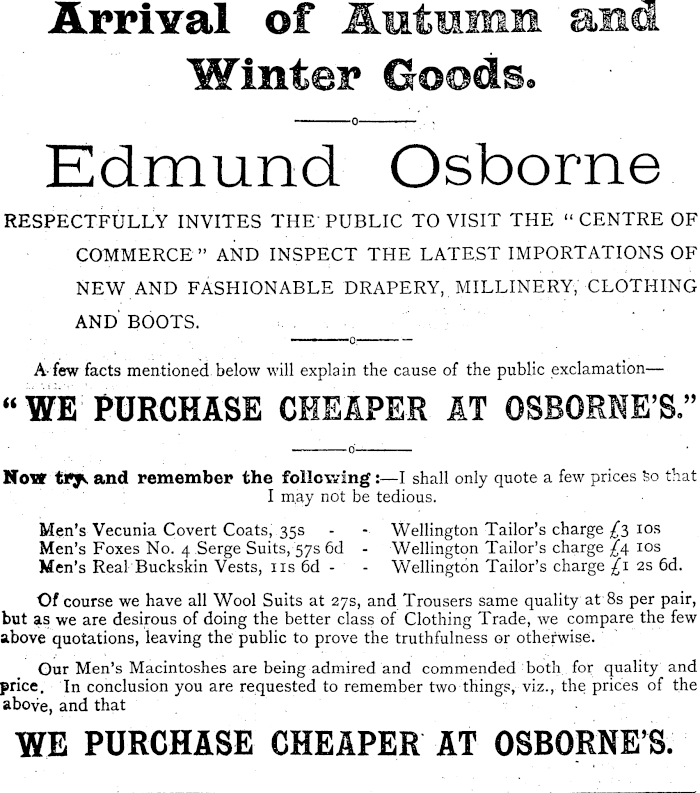 Arrival of Autumn and
Winter Goods.
Edmund Osborne
RESPECTFULLY INVITES THE PUBLIC TO VISIT THE "CENTRE OF
COMMERCE" AND INSPECT THE LATEST IMPORTATIONS OF
NEW AND FASHIONABLE DRAPERY, MILLINERY, CLOTHING
AND BOOTS.
A few facts mentioned below will explain the cause of the public exclamation—
"WE PURCHASE CHEAPER AT OSBORNE'S."
Now try and remember the following:—I shall only quote a few prices so that
I may not be tedious.
Men's Vecunia Covert Coats, 35s - - Wellington Tailor's charge £3 10s
Men's Foxes No. 4 Serge Suits, 57s 6d - Wellington Tailor's charge £4 10s
Men's Real Buckskin Vests, 11s 6d - - Wellington Tailor's charge £1 2s 6d.
Of course we have all Wool Suits at 27s, and Trousers same quality at 8s per pair,
but as we are desirous of doing the better class of Clothing Trade, we compare the few
above quotations, leaving the public to prove the truthfulness or otherwise.
Our Men's Macintoshes are being admired and commended both for quality and
price. In conclusion you are requested to remember two things, viz., the prices of the
above, and that
WE PURCHASE CHEAPER AT OSBORNE'S.